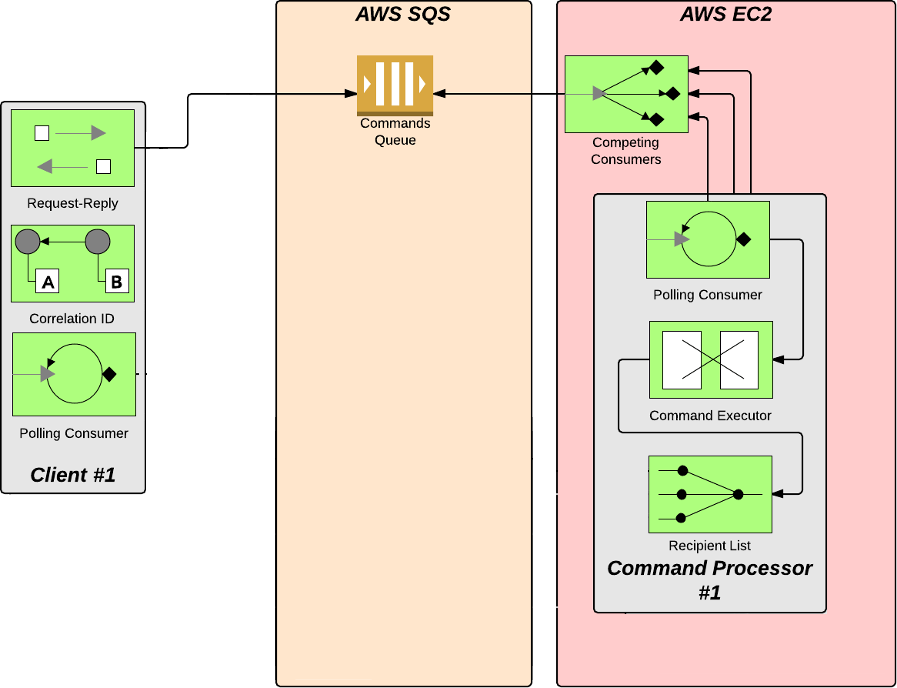 AWS SQS
AWS EC2
Commands
Queue
Competing
Consumers
Request-Reply
A
B
Correlation ID
Polling Consumer
Client #1
Polling Consumer
Command Executor
Recipient List
Command Processor
#1